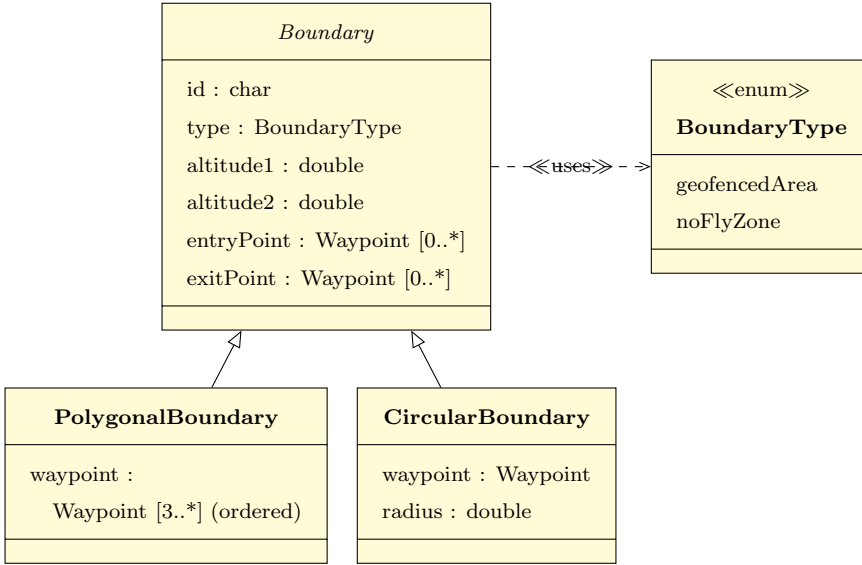 Boundary
id : char
type : BoundaryType
altitude1 : double
altitude2 : double
entryPoint : Waypoint [0..*]
exitPoint : Waypoint [0..*]
≪uses≫
≪enum≫
BoundaryType
geofencedArea
noFlyZone
PolygonalBoundary
waypoint :
Waypoint [3..*] (ordered)
CircularBoundary
waypoint : Waypoint
radius : double